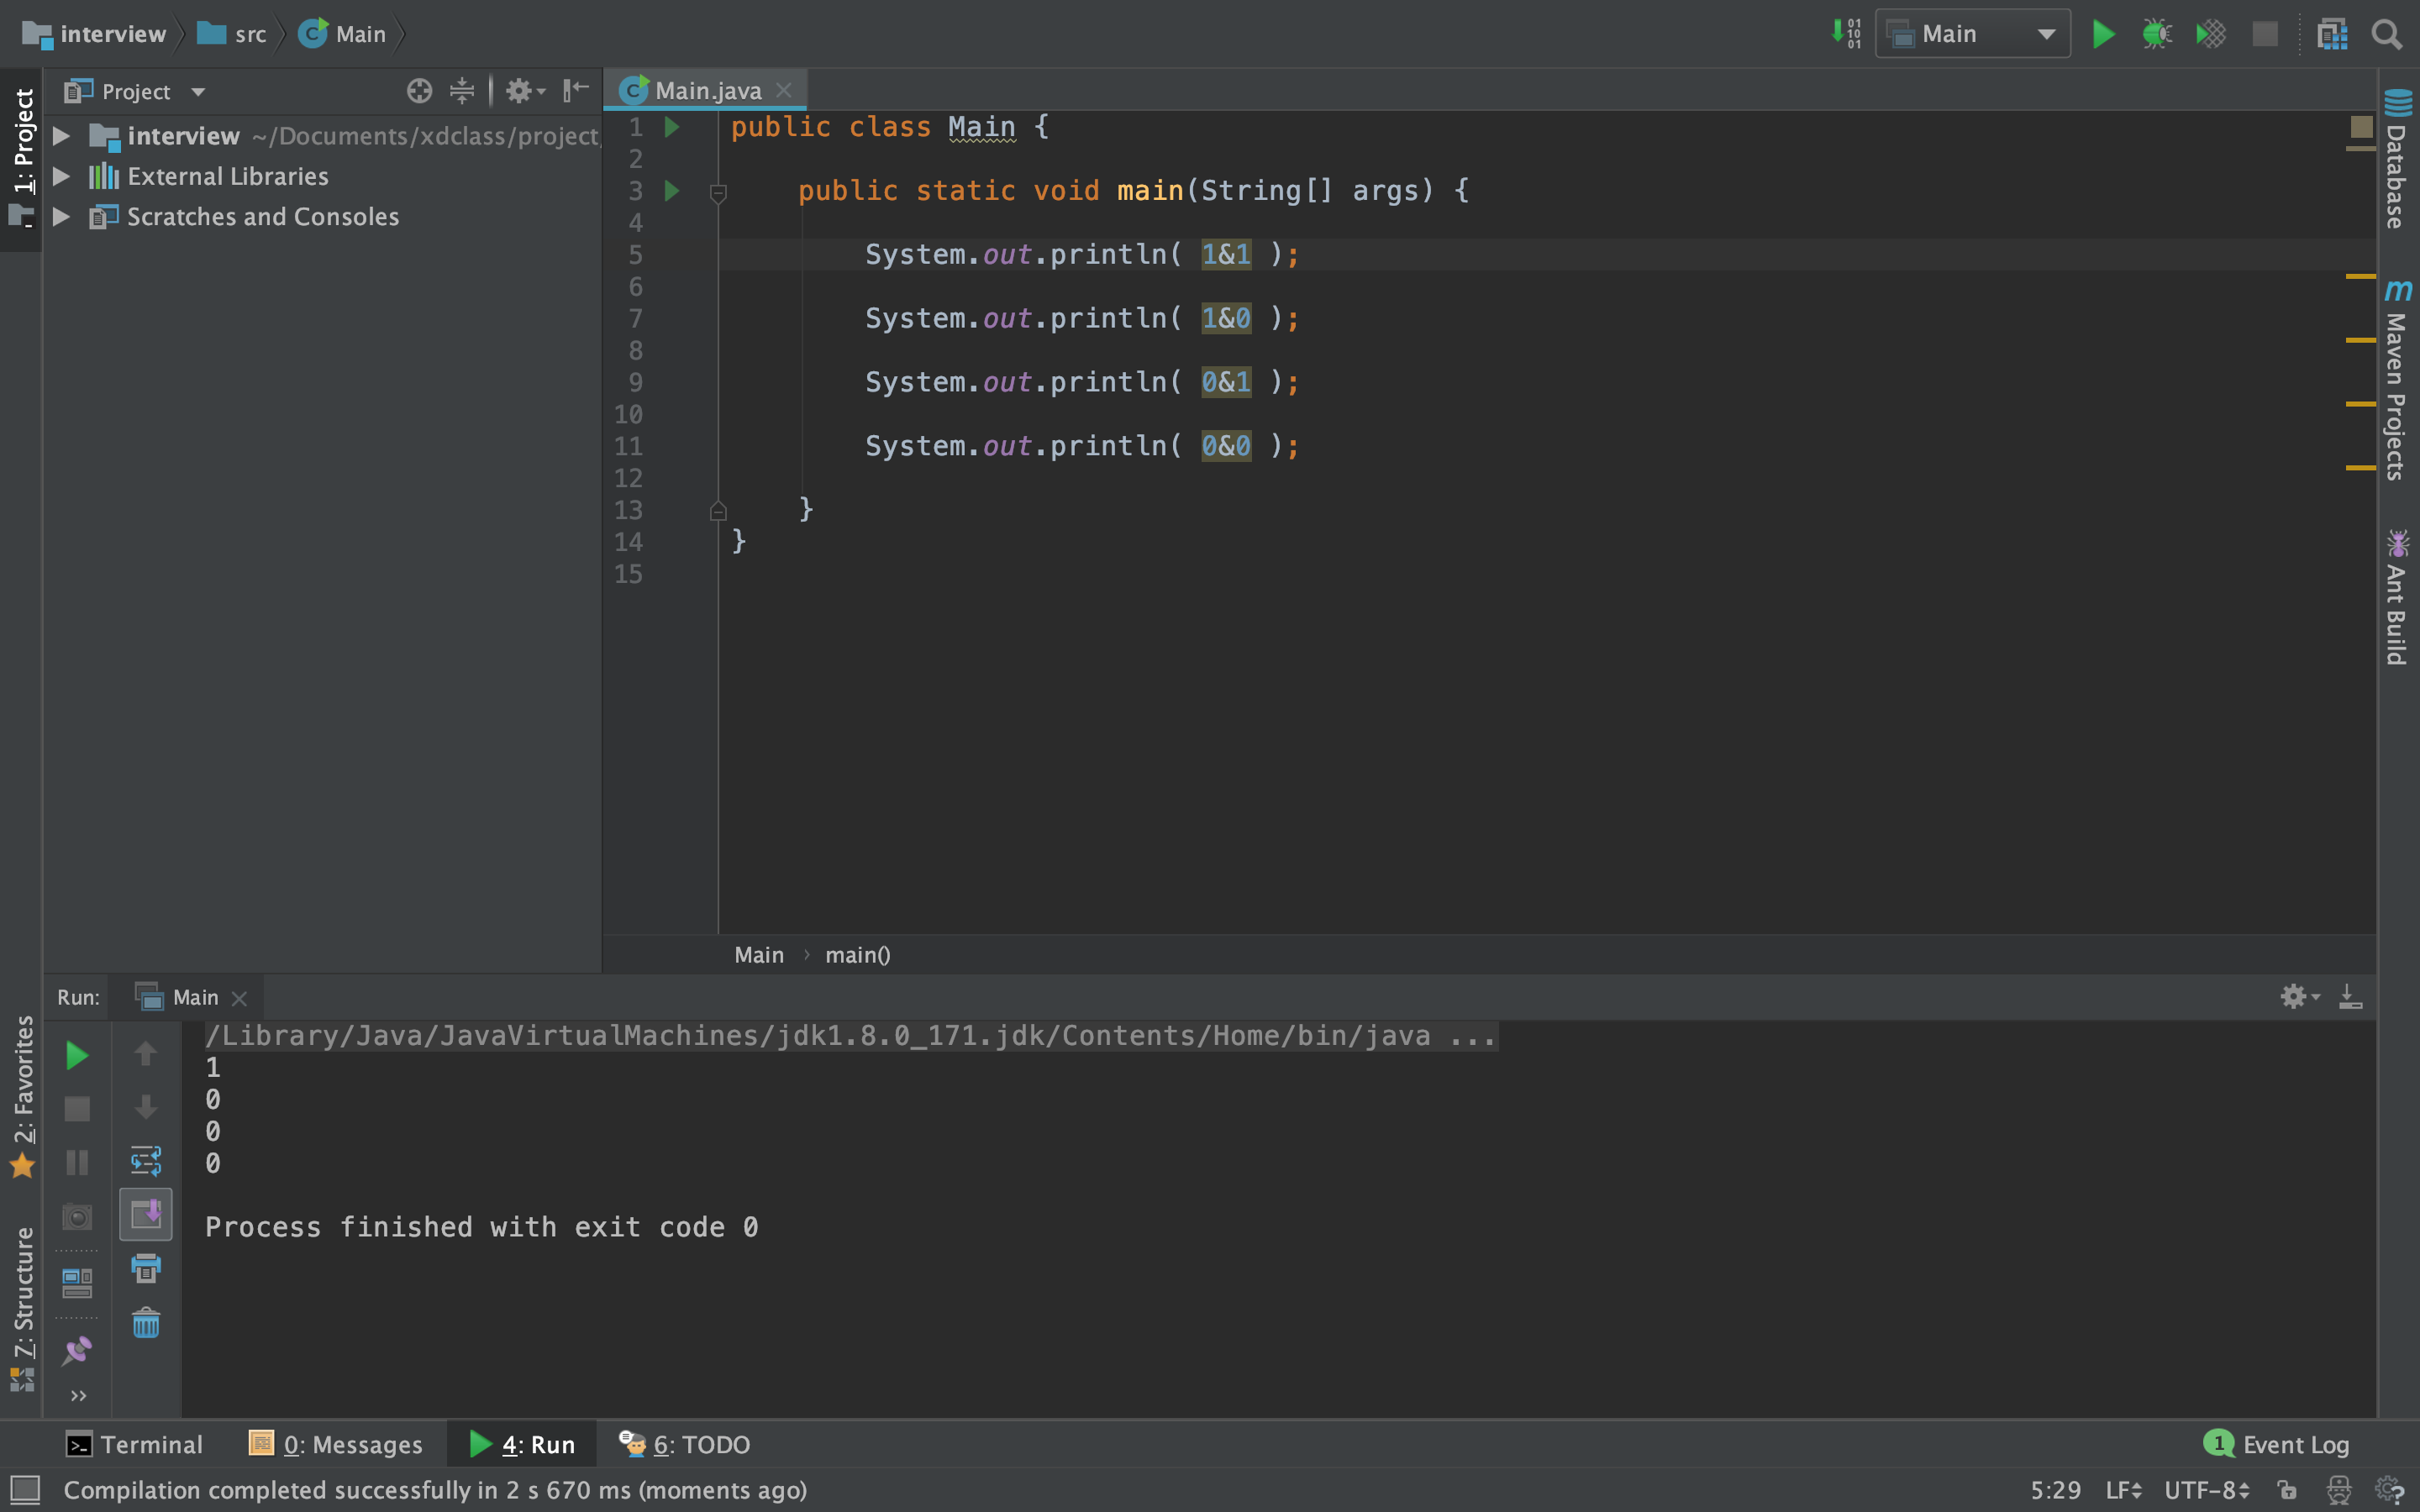 interview src Main
01
10
01
Main
1: Project
Project
Main.java
interview ~/Documents/xdclass/project
External Libraries
Scratches and Consoles
1 public class Main {
2
3     public static void main(String[] args) {
4
5         System.out.println( 1&1 );
6
7         System.out.println( 1&0 );
8
9         System.out.println( 0&1 );
10
11         System.out.println( 0&0 );
12
13     }
14 }
15
Database
m Maven Projects
Ant Build
Main › main()
Run: Main
/Library/Java/JavaVirtualMachines/jdk1.8.0_171.jdk/Contents/Home/bin/java ...
1
0
0
0
Process finished with exit code 0
2: Favorites
7: Structure
Terminal 0: Messages 4: Run 6: TODO 1 Event Log
Compilation completed successfully in 2 s 670 ms (moments ago) 5:29 LF UTF-8